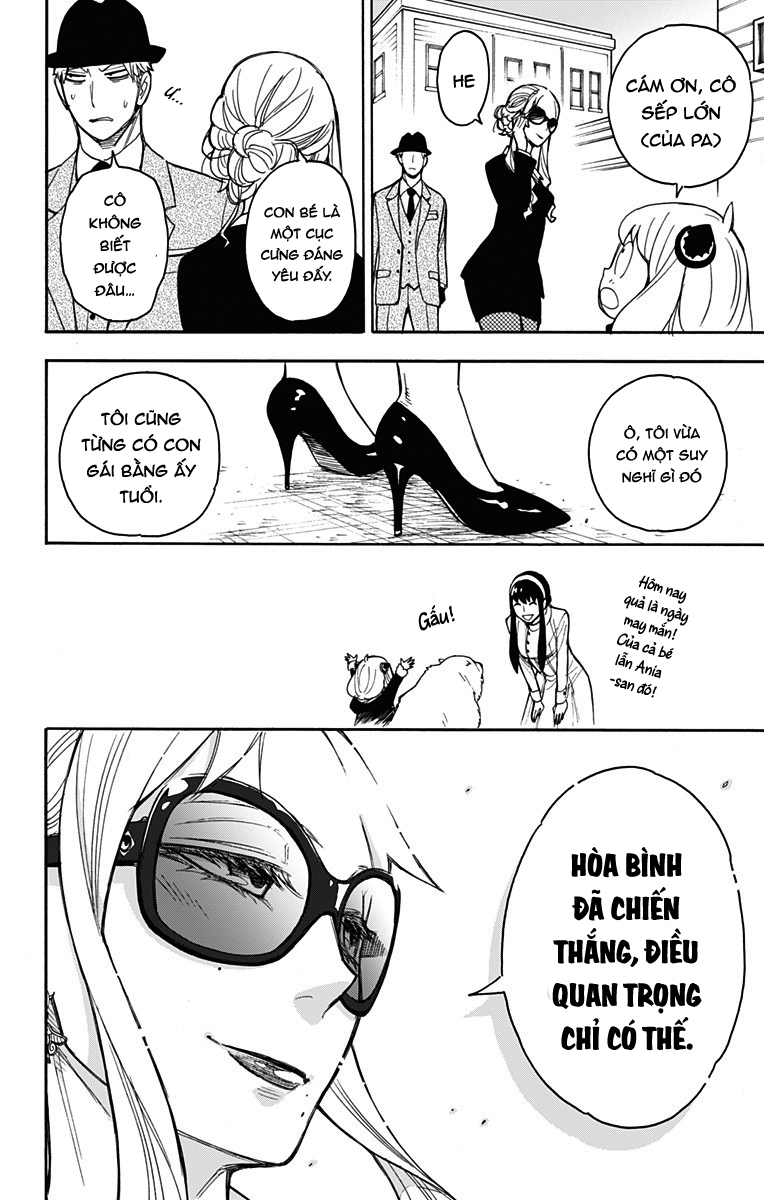 CÁM ƠN, CÔ
SẾP LỚN
(CỦA PA)
HE
CON BÉ LÀ
MỘT CỤC
CƯNG ĐÁNG
YÊU ĐẤY.
Ư...
CÔ
KHÔNG
BIẾT
ĐƯỢC
ĐÂU...
Ồ, TÔI VỪA
CÓ MỘT SUY
NGHĨ GÌ ĐÓ
TÔI CŨNG
TỪNG CÓ CON
GÁI BẰNG ẤY
TUỔI.
Hôm nay
quả là ngày
may mắn!
Của cả bé
lẫn Ania
-san đó!
Gấu!
HÒA BÌNH
ĐÃ CHIẾN
THẮNG, ĐIỀU
QUAN TRỌNG
CHỈ CÓ THẾ.